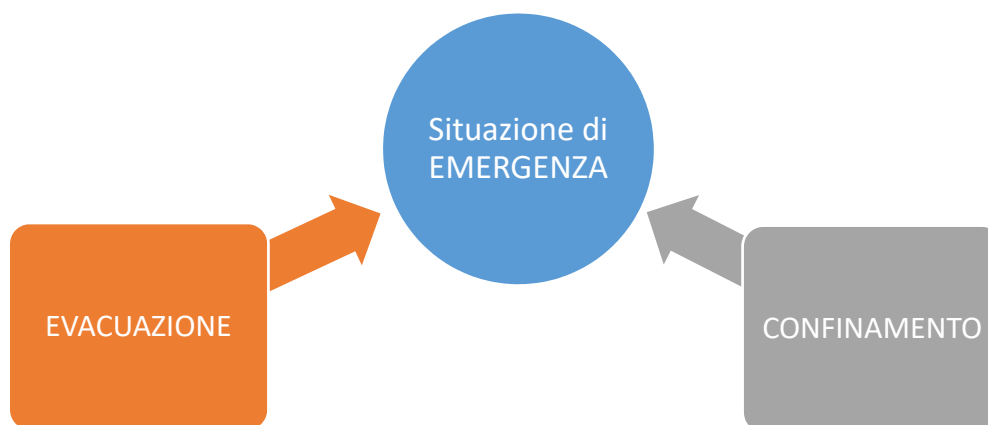 Situazione di
EMERGENZA
EVACUAZIONE
CONFINAMENTO